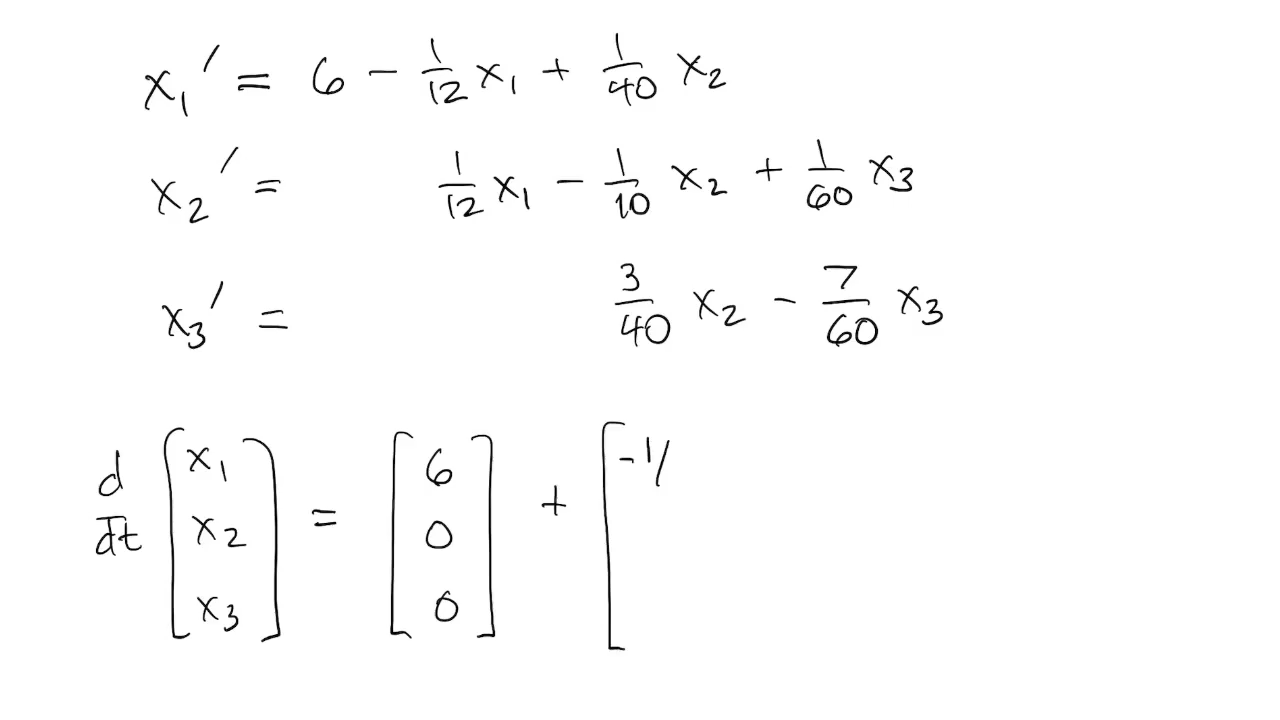 x₁' = 6 - 1/12 x₁ + 1/40 x₂
x₂' = 1/12 x₁ - 1/10 x₂ + 1/60 x₃
x₃' = 3/40 x₂ - 7/60 x₃
d/dt [x₁ x₂ x₃] = [6 0 0] + [-1/